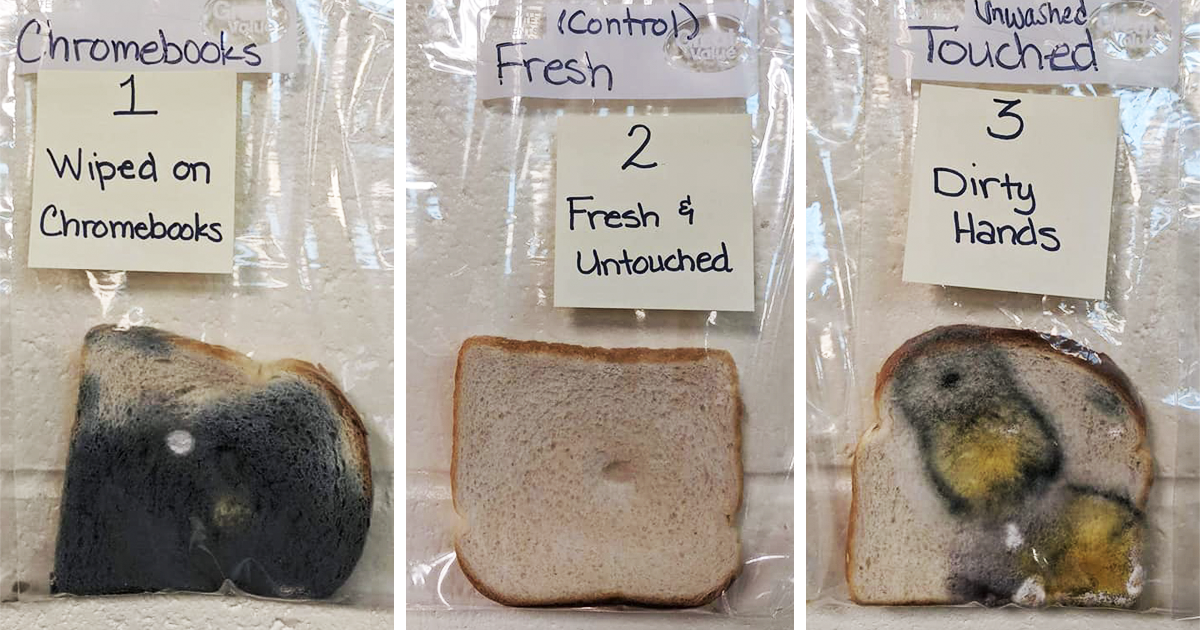 Chromebooks
1
Wiped on
Chromebooks
(Control)
Fresh
2
Fresh &
Untouched
Unwashed
Touched
3
Dirty
Hands